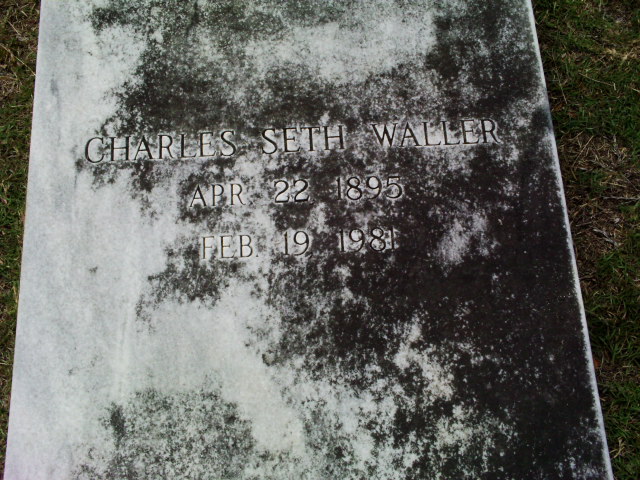 CHARLES SETH WALLER
APR 22 1895
FEB. 19, 1981